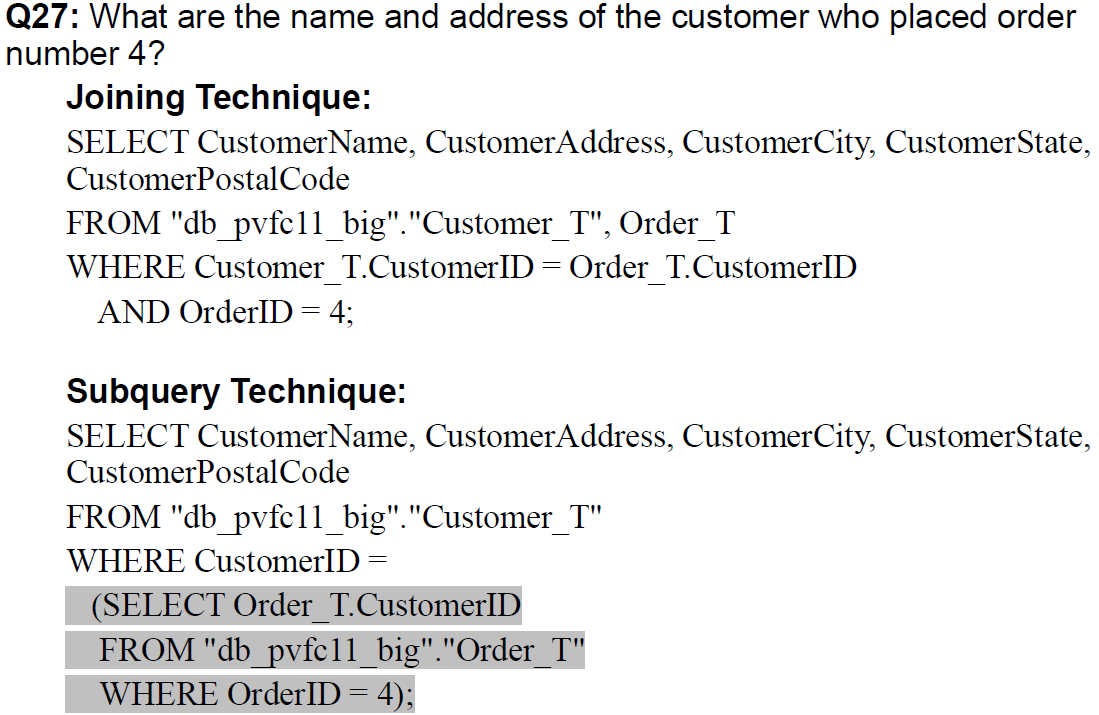 Q27: What are the name and address of the customer who placed order
number 4?
Joining Technique:
SELECT CustomerName, CustomerAddress, CustomerCity, CustomerState,
CustomerPostalCode
FROM "db_pvfc11_big"."Customer_T", Order_T
WHERE Customer_T.CustomerID = Order_T.CustomerID
AND OrderID = 4;
Subquery Technique:
SELECT CustomerName, CustomerAddress, CustomerCity, CustomerState,
CustomerPostalCode
FROM "db_pvfc11_big"."Customer_T"
WHERE CustomerID =
(SELECT Order_T.CustomerID
FROM "db_pvfc11_big"."Order_T"
WHERE OrderID = 4);